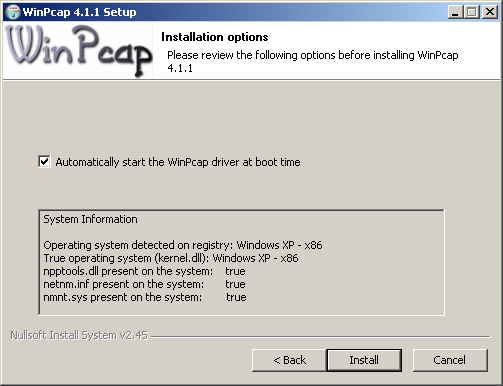 WinPcap 4.1.1 Setup
WinPcap
Installation options
Please review the following options before installing WinPcap
4.1.1
Automatically start the WinPcap driver at boot time
System Information
Operating system detected on registry: Windows XP - x86
True operating system (kernel.dll): Windows XP - x86
npptools.dll present on the system: true
netnm.inf present on the system: true
nmnt.sys present on the system: true
Nullsoft Install System v2.45
< Back
Install
Cancel